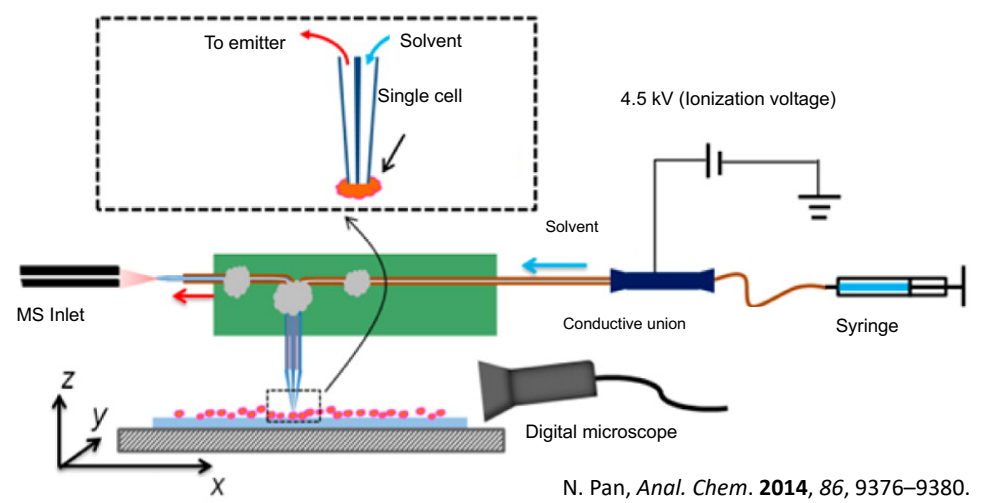 To emitter
Solvent
Single cell
4.5 kV (Ionization voltage)
Solvent
MS Inlet
Conductive union
Syringe
z
y
x
Digital microscope
N. Pan, Anal. Chem. 2014, 86, 9376–9380.